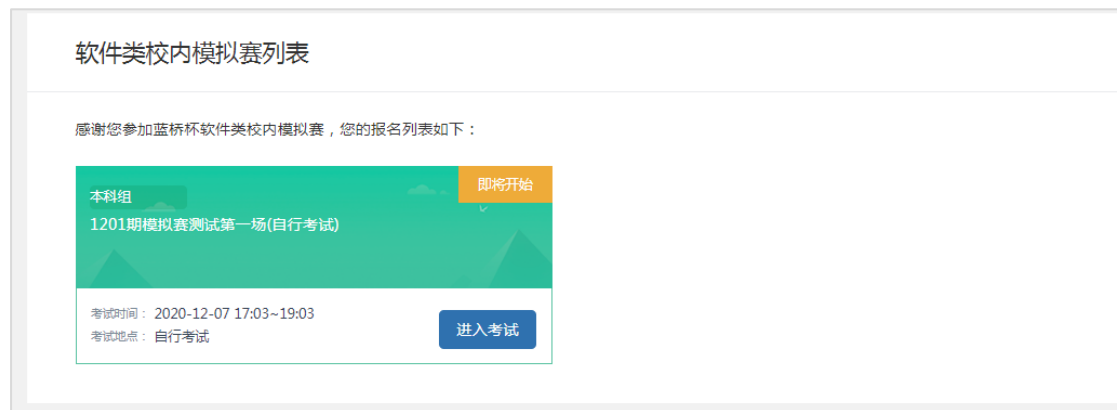 软件类校内模拟赛列表
感谢您参加蓝桥杯软件类校内模拟赛，您的报名列表如下：
即将开始
本科组
1201期模拟赛测试第一场(自行考试)
考试时间： 2020-12-07 17:03~19:03
考试地点： 自行考试
进入考试